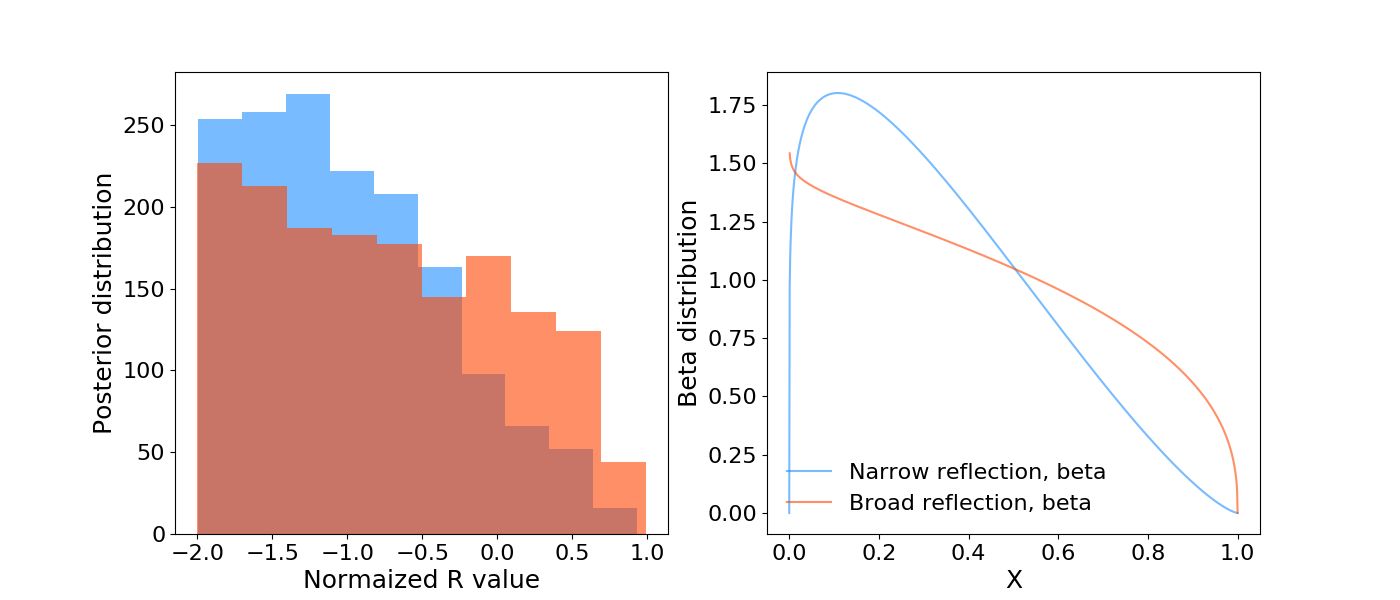 Posterior distribution
250
200
150
100
50
0
−2.0 −1.5 −1.0 −0.5 0.0 0.5 1.0
Normaized R value
Beta distribution
1.75
1.50
1.25
1.00
0.75
0.50
0.25
0.00
Narrow reflection, beta
Broad reflection, beta
0.0 0.2 0.4 0.6 0.8 1.0
X